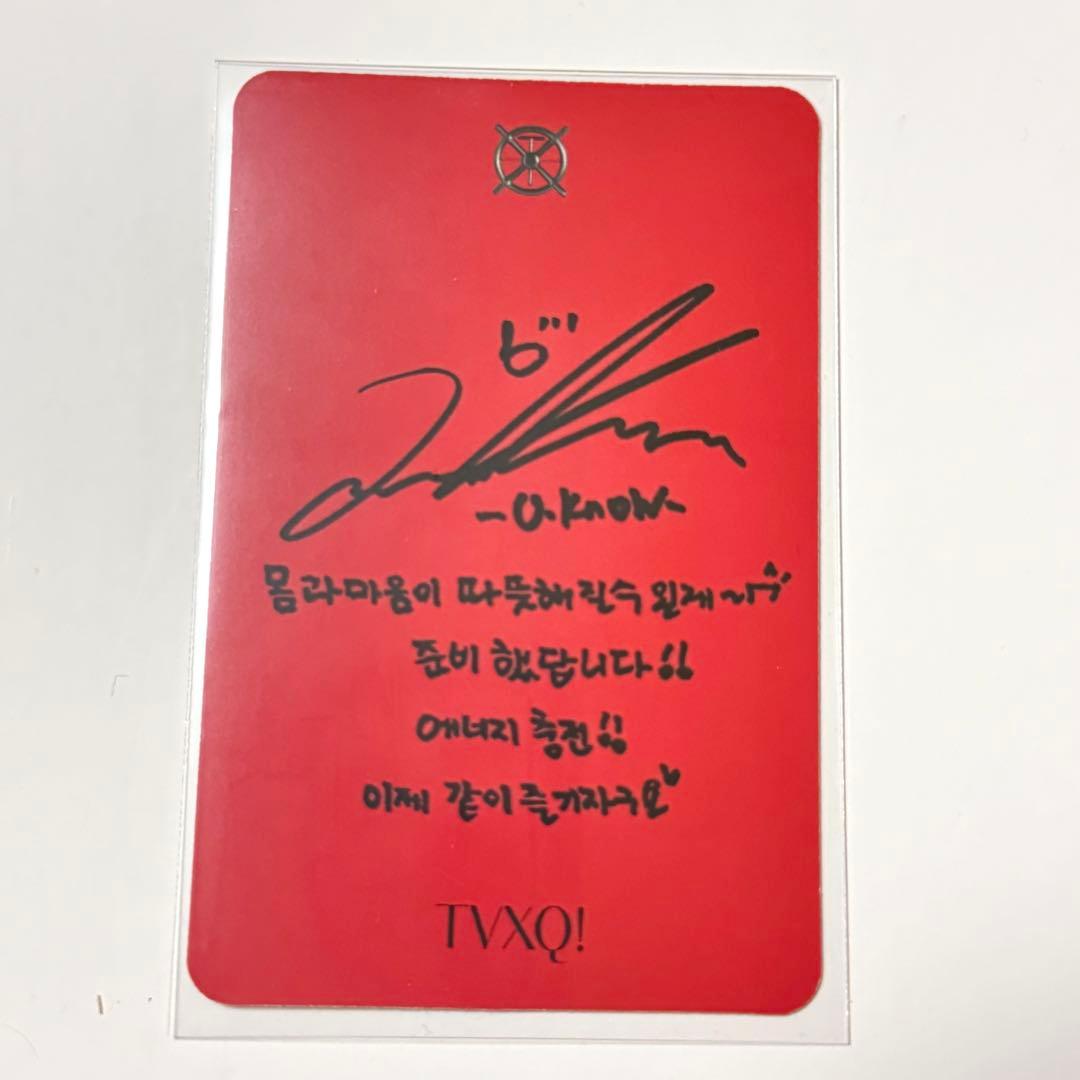 -U.KnOW-
몸과마음이 따뜻해질수 있게~
준비 했답니다!!
에너지 충전!!
이제 같이 즐기자구요
TVXQ!